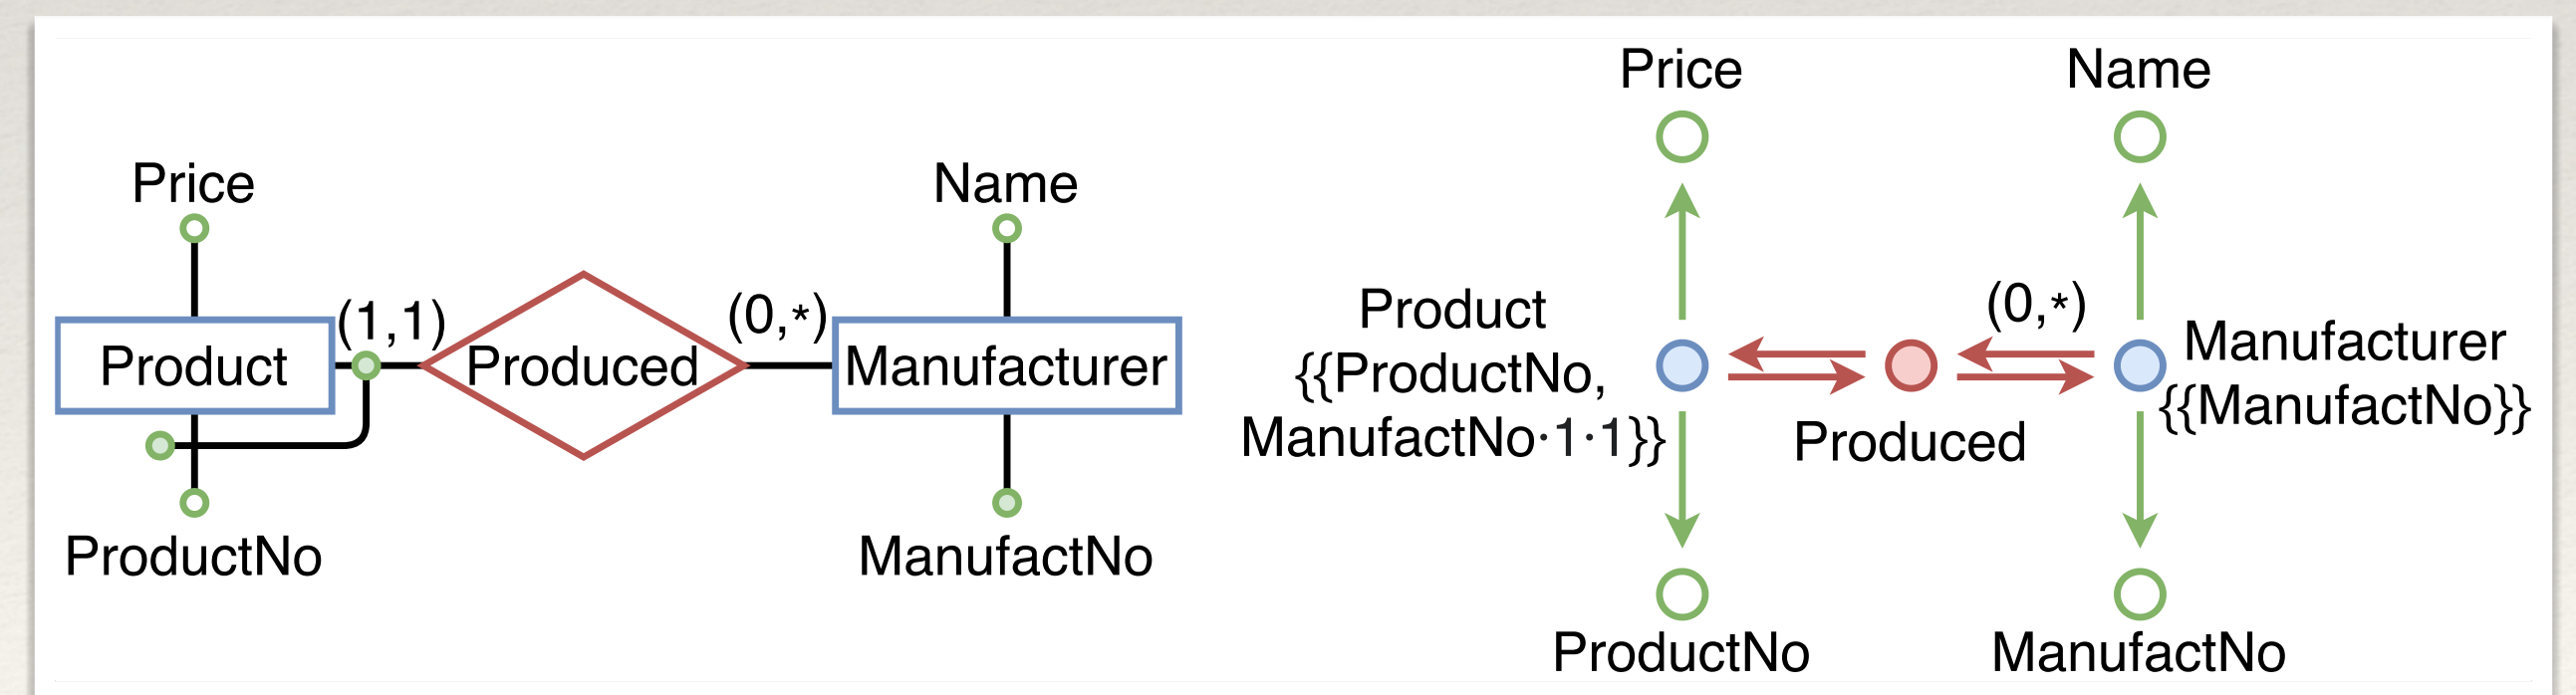 Price
Name
(1,1)
(0,*)
Product
Produced
Manufacturer
ProductNo
ManufactNo
Price
Name
Product
{{ProductNo,
ManufactNo·1·1}}
(0,*)
Produced
Manufacturer
{{ManufactNo}}
ProductNo
ManufactNo